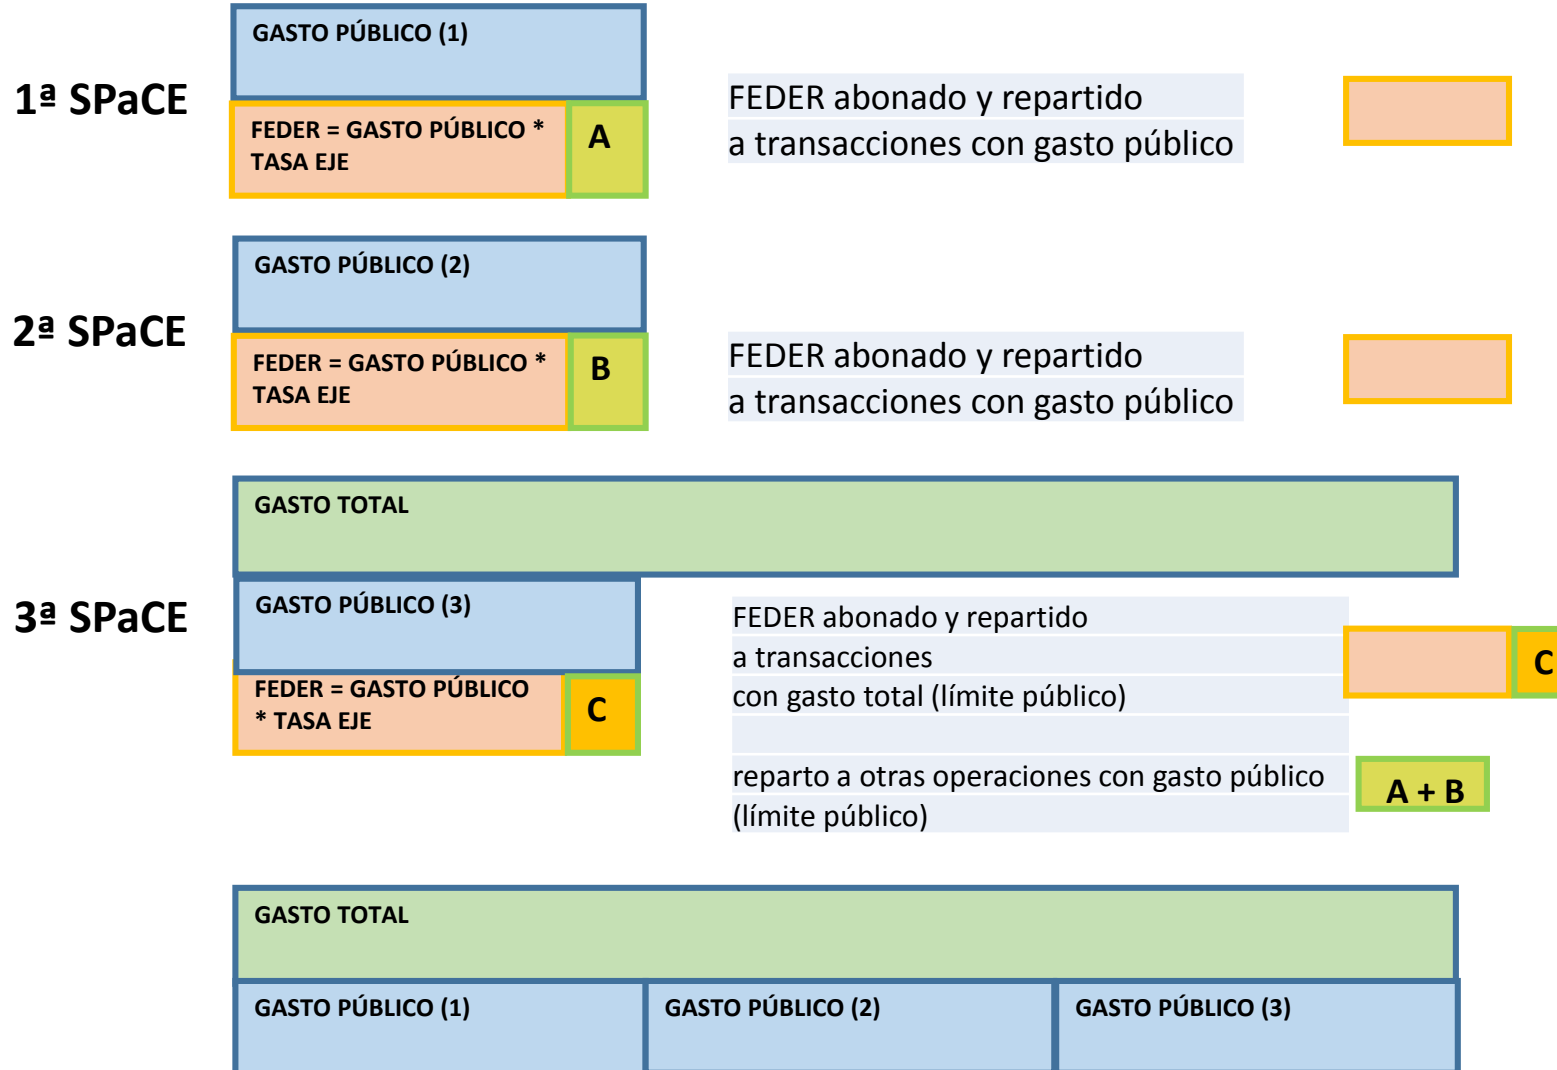 GASTO PÚBLICO (1)
1ª SPaCE
FEDER = GASTO PÚBLICO *
TASA EJE
A
FEDER abonado y repartido
a transacciones con gasto público
GASTO PÚBLICO (2)
2ª SPaCE
FEDER = GASTO PÚBLICO *
TASA EJE
B
FEDER abonado y repartido
a transacciones con gasto público
GASTO TOTAL
3ª SPaCE
GASTO PÚBLICO (3)
FEDER = GASTO PÚBLICO
* TASA EJE
C
FEDER abonado y repartido
a transacciones
con gasto total (límite público)
C
reparto a otras operaciones con gasto público
(límite público)
A + B
GASTO TOTAL
GASTO PÚBLICO (1)
GASTO PÚBLICO (2)
GASTO PÚBLICO (3)